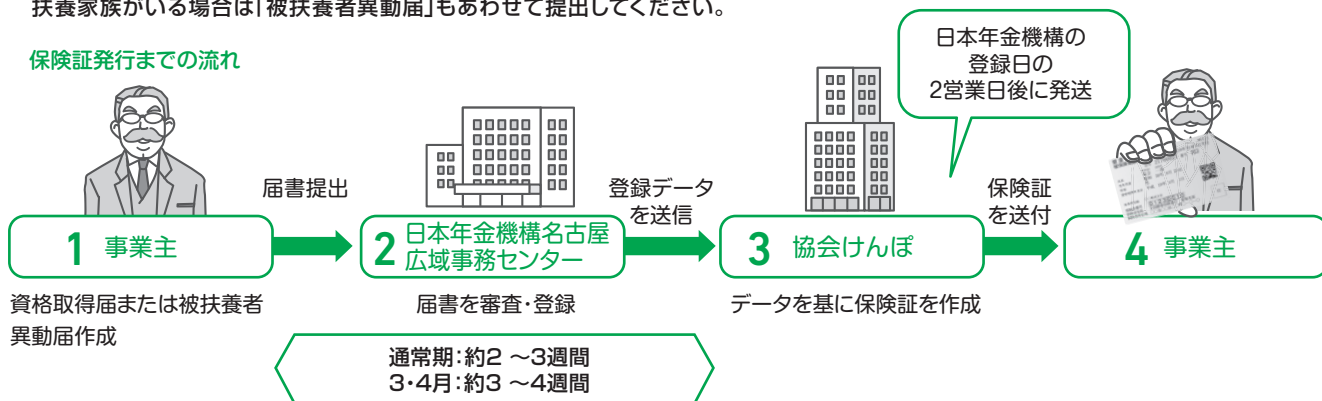 扶養家族がいる場合は「被扶養者異動届」もあわせて提出してください。
保険証発行までの流れ
日本年金機構の
登録日の
2営業日後に発送
届書提出
登録データ
を送信
保険証
を送付
1 事業主
2 日本年金機構名古屋
広域事務センター
3 協会けんぽ
4 事業主
資格取得届または被扶養者
異動届作成
届書を審査・登録
データを基に保険証を作成
通常期：約2 ～3週間
3・4月：約3 ～4週間